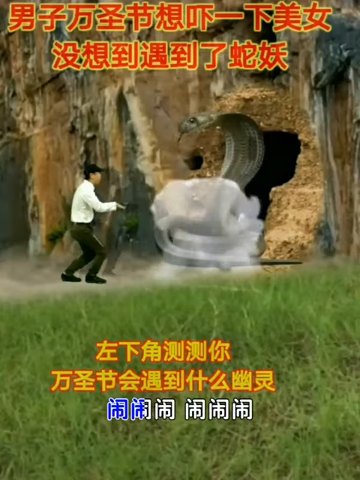 男子万圣节想吓一下美女
没想到遇到了蛇妖
左下角测测你
万圣节会遇到什么幽灵
闹闹闹 闹闹闹